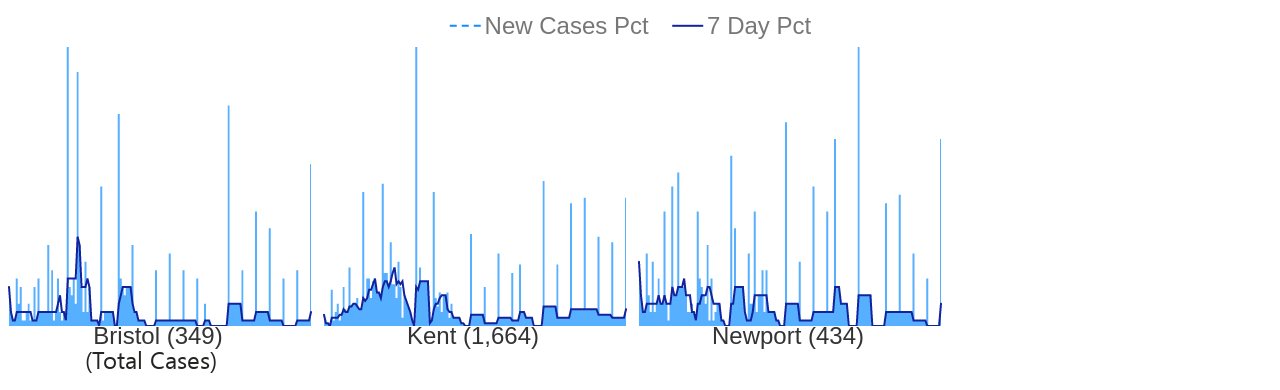 New Cases Pct 7 Day Pct
Bristol (349) Kent (1,664) Newport (434)
(Total Cases)